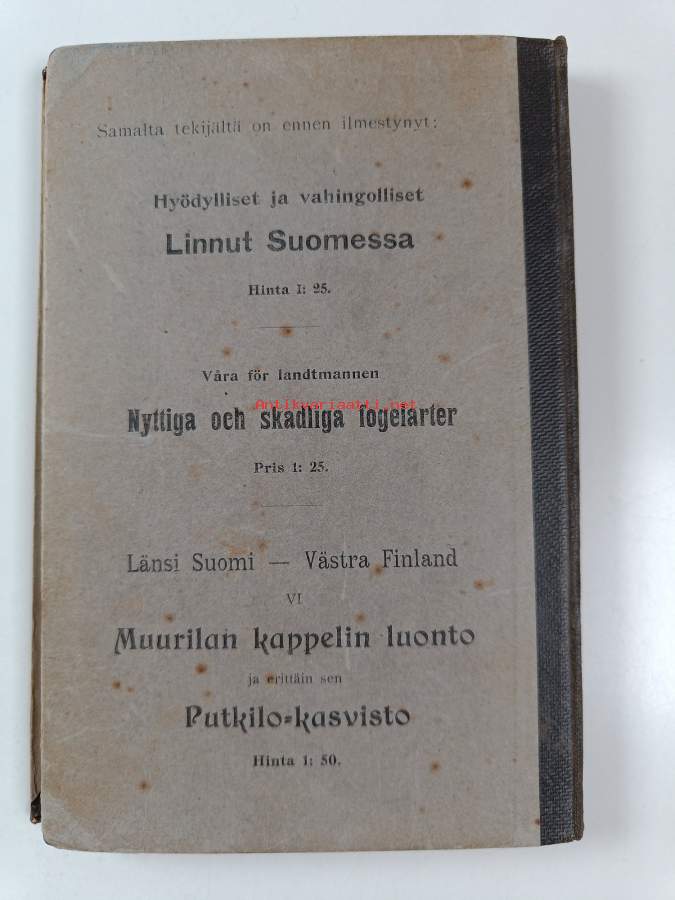 Samalta tekijältä on ennen ilmestynyt:
Hyödylliset ja vahingolliset
Linnut Suomessa
Hinta 1: 25.
Våra för landtmannen
Antikvariaatti.net
Nyttiga och skadliga fogelarter
Pris 1: 25.
Länsi Suomi — Västra Finland
VI
Muurilan kappelin luonto
ja erittäin sen
Putkilo-kasvisto
Hinta 1: 50.